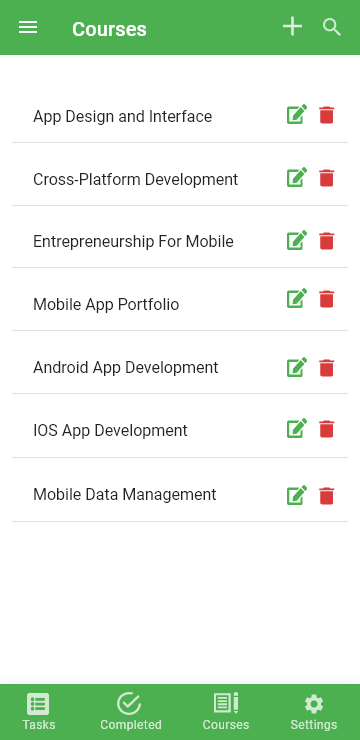 Courses
App Design and Interface
Cross-Platform Development
Entrepreneurship For Mobile
Mobile App Portfolio
Android App Development
IOS App Development
Mobile Data Management
Tasks Completed Courses Settings